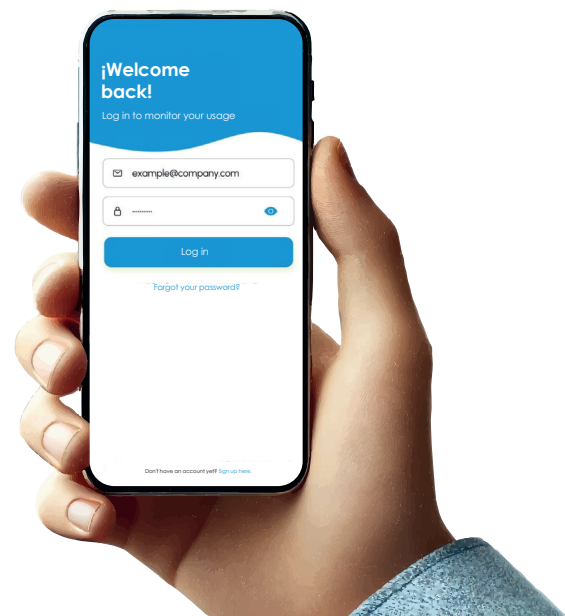 ¡Welcome
back!
Log in to monitor your usage
example@company.com
··········
Log in
Forgot your password?
Don't have an account yet? Sign up here.